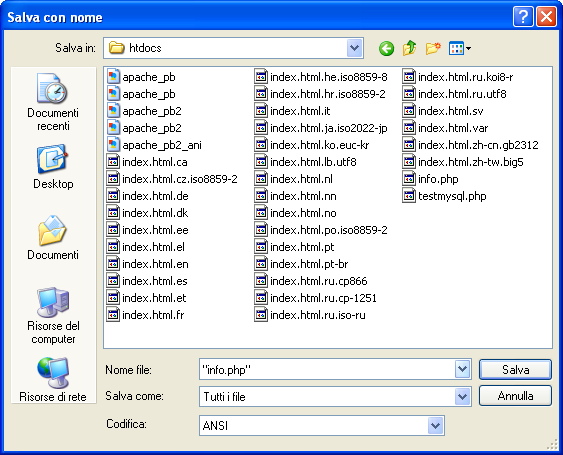 Salva con nome
Salva in:
htdocs
Documenti
recenti
Desktop
Documenti
Risorse del
computer
Risorse di rete
apache_pb
apache_pb
apache_pb2
apache_pb2
apache_pb2_ani
index.html.ca
index.html.cz.iso8859-2
index.html.de
index.html.dk
index.html.ee
index.html.el
index.html.en
index.html.es
index.html.et
index.html.fr
index.html.he.iso8859-8
index.html.hr.iso8859-2
index.html.it
index.html.ja.iso2022-jp
index.html.ko.euc-kr
index.html.lb.utf8
index.html.nl
index.html.nn
index.html.no
index.html.po.iso8859-2
index.html.pt
index.html.pt-br
index.html.ru.cp866
index.html.ru.cp-1251
index.html.ru.iso-ru
index.html.ru.koi8-r
index.html.ru.utf8
index.html.sv
index.html.var
index.html.zh-cn.gb2312
index.html.zh-tw.big5
info.php
testmysql.php
Nome file:
"info.php"
Salva
Salva come:
Tutti i file
Annulla
Codifica:
ANSI